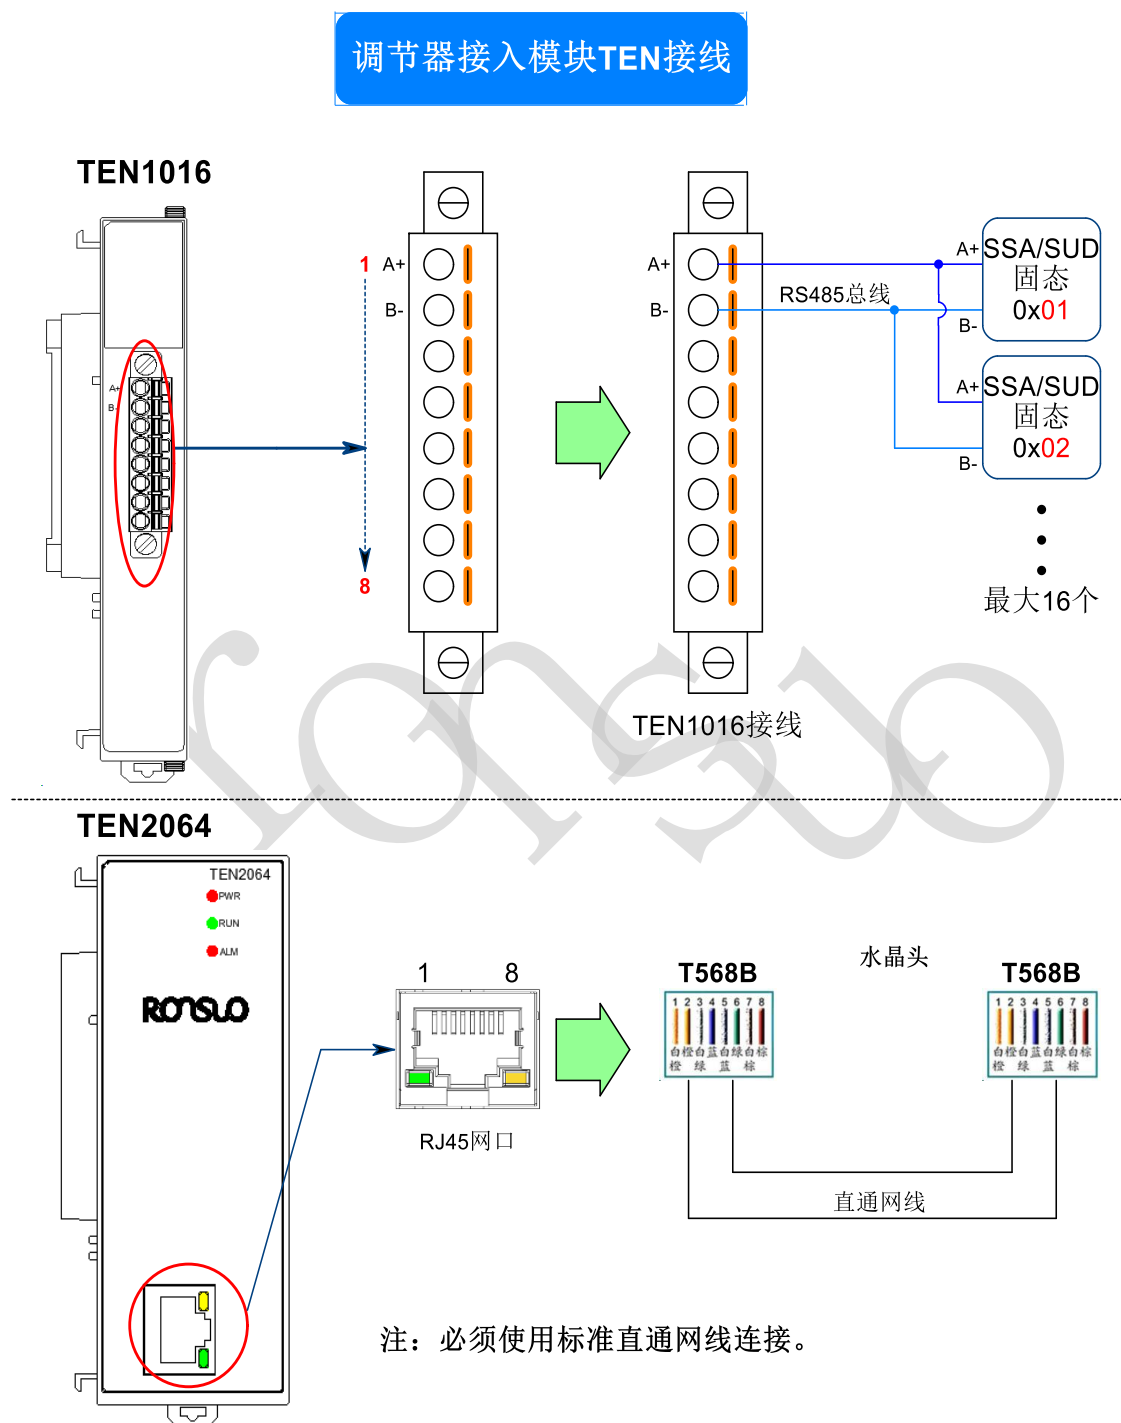 调节器接入模块TEN接线
TEN1016
A+
B-
1
8
A+
B-
A+
B-
RS485总线
A+
SSA/SUD
固态
0x01
B-
A+
SSA/SUD
固态
0x02
B-
最大16个
TEN1016接线
ronsuo
TEN2064
TEN2064
PWR
RUN
ALM
RONSUO
1 8
RJ45网口
水晶头
T568B
1 2 3 4 5 6 7 8
白 橙 白 蓝 白 绿 白 棕
橙 绿 蓝 棕
T568B
1 2 3 4 5 6 7 8
白 橙 白 蓝 白 绿 白 棕
橙 绿 蓝 棕
直通网线
注：必须使用标准直通网线连接。